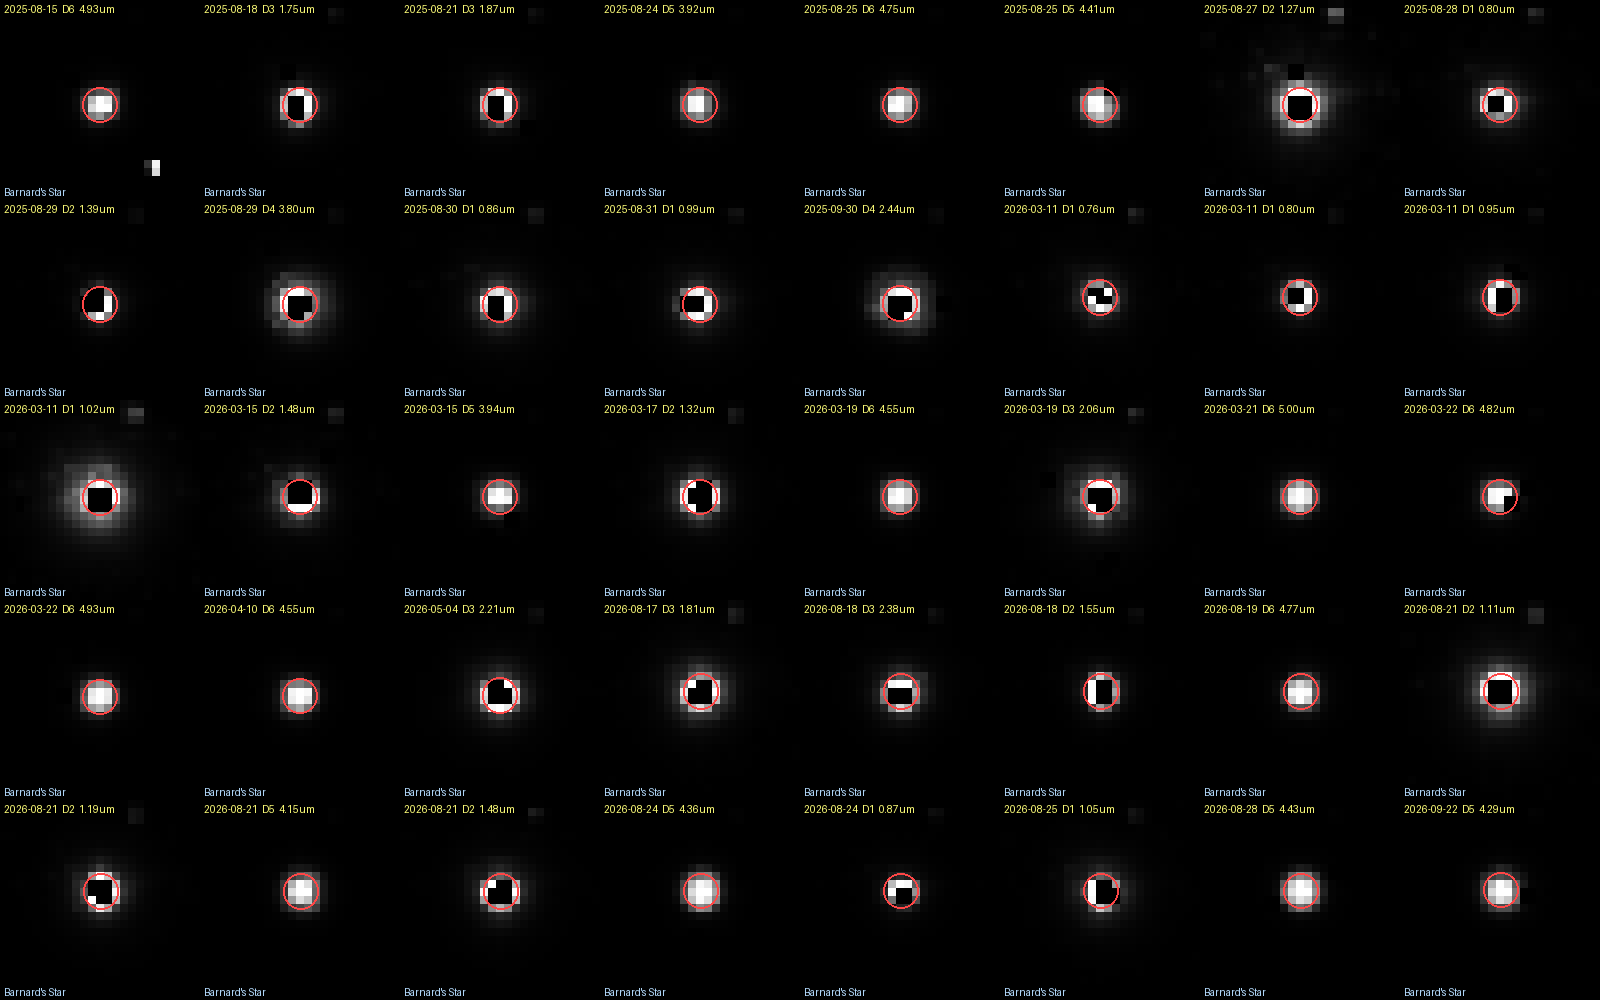 2025-08-15 D6 4.93um
2025-08-18 D3 1.75um
2025-08-21 D3 1.87um
2025-08-24 D5 3.92um
2025-08-25 D6 4.75um
2025-08-25 D5 4.41um
2025-08-27 D2 1.27um
2025-08-28 D1 0.80um
Barnard's Star
Barnard's Star
Barnard's Star
Barnard's Star
Barnard's Star
Barnard's Star
Barnard's Star
Barnard's Star
2025-08-29 D2 1.39um
2025-08-29 D4 3.80um
2025-08-30 D1 0.86um
2025-08-31 D1 0.99um
2025-09-30 D4 2.44um
2026-03-11 D1 0.76um
2026-03-11 D1 0.80um
2026-03-11 D1 0.95um
Barnard's Star
Barnard's Star
Barnard's Star
Barnard's Star
Barnard's Star
Barnard's Star
Barnard's Star
Barnard's Star
2026-03-11 D1 1.02um
2026-03-15 D2 1.48um
2026-03-15 D5 3.94um
2026-03-17 D2 1.32um
2026-03-19 D6 4.55um
2026-03-19 D3 2.06um
2026-03-21 D6 5.00um
2026-03-22 D6 4.82um
Barnard's Star
Barnard's Star
Barnard's Star
Barnard's Star
Barnard's Star
Barnard's Star
Barnard's Star
Barnard's Star
2026-03-22 D6 4.93um
2026-04-10 D6 4.55um
2026-05-04 D3 2.21um
2026-08-17 D3 1.81um
2026-08-18 D3 2.38um
2026-08-18 D2 1.55um
2026-08-19 D6 4.77um
2026-08-21 D2 1.11um
Barnard's Star
Barnard's Star
Barnard's Star
Barnard's Star
Barnard's Star
Barnard's Star
Barnard's Star
Barnard's Star
2026-08-21 D2 1.19um
2026-08-21 D5 4.15um
2026-08-21 D2 1.48um
2026-08-24 D5 4.36um
2026-08-24 D1 0.87um
2026-08-25 D1 1.05um
2026-08-28 D5 4.43um
2026-09-22 D5 4.29um
Barnard's Star
Barnard's Star
Barnard's Star
Barnard's Star
Barnard's Star
Barnard's Star
Barnard's Star
Barnard's Star